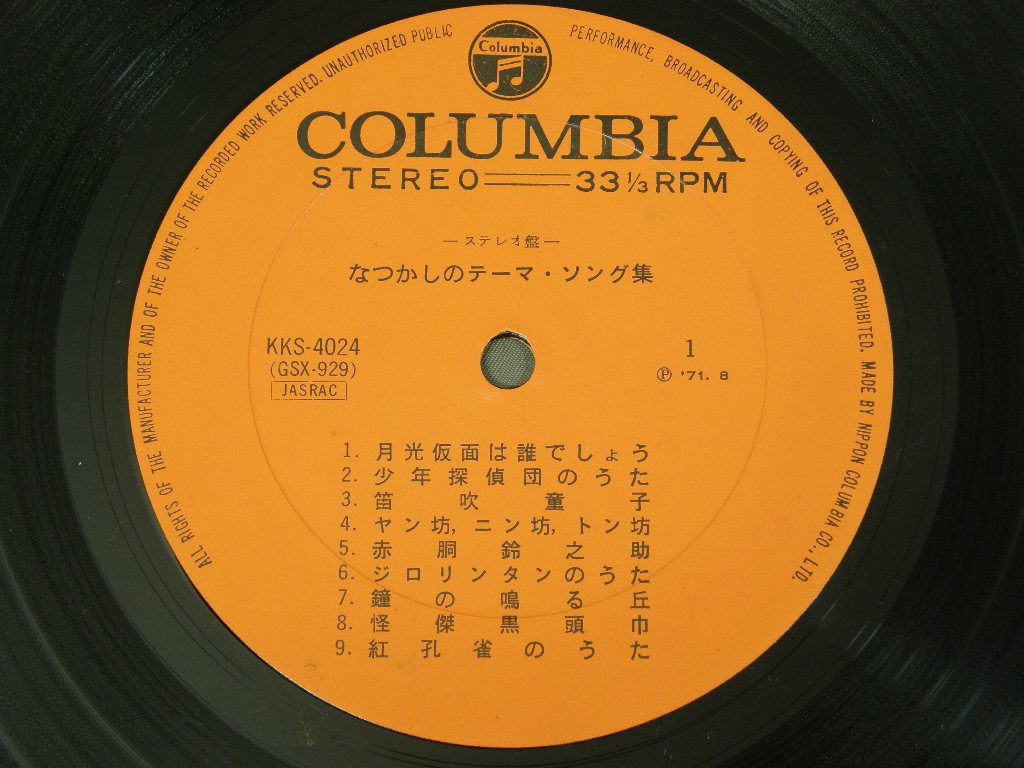 ALL RIGHTS OF THE MANUFACTURER AND OF THE OWNER OF THE RECORDED WORK RESERVED. UNAUTHORIZED PUBLIC PERFORMANCE, BROADCASTING AND COPYING OF THIS RECORD PROHIBITED. MADE BY NIPPON COLUMBIA CO., LTD.
Columbia
COLUMBIA
STEREO 33 1/3 RPM
—ステレオ盤—
なつかしのテーマ・ソング集
KKS-4024
(GSX-929)
JASRAC
1
Ⓟ '71. 8
1. 月光仮面は誰でしょう
2. 少年探偵団のうた
3. 笛吹童子
4. ヤン坊, ニン坊, トン坊
5. 赤胴鈴之助
6. ジロリンタンのうた
7. 鐘の鳴る丘
8. 怪傑黒頭巾
9. 紅孔雀のうた